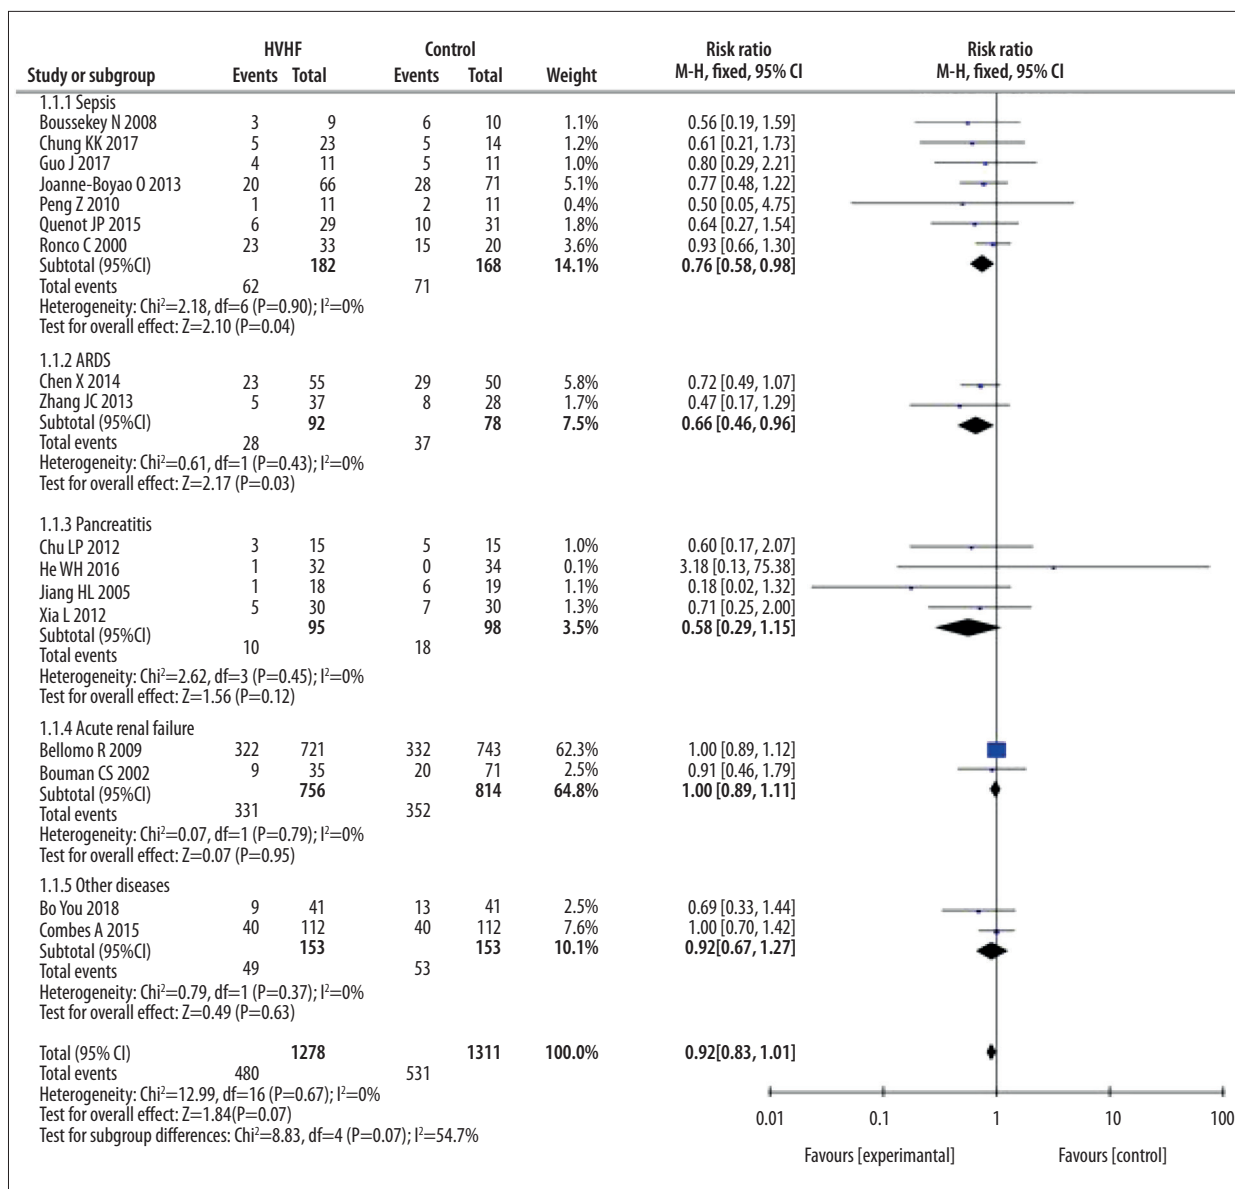 HVHF Control Risk ratio Risk ratio
Study or subgroup Events Total Events Total Weight M-H, fixed, 95% CI M-H, fixed, 95% CI
1.1.1 Sepsis
Boussekey N 2008 3 9 6 10 1.1% 0.56 [0.19, 1.59]
Chung KK 2017 5 23 5 14 1.2% 0.61 [0.21, 1.73]
Guo J 2017 4 11 5 11 1.0% 0.80 [0.29, 2.21]
Joanne-Boyao O 2013 20 66 28 71 5.1% 0.77 [0.48, 1.22]
Peng Z 2010 1 11 2 11 0.4% 0.50 [0.05, 4.75]
Quenot JP 2015 6 29 10 31 1.8% 0.64 [0.27, 1.54]
Ronco C 2000 23 33 15 20 3.6% 0.93 [0.66, 1.30]
Subtotal (95%CI) 182 168 14.1% 0.76 [0.58, 0.98]
Total events 62 71
Heterogeneity: Chi²=2.18, df=6 (P=0.90); I²=0%
Test for overall effect: Z=2.10 (P=0.04)
1.1.2 ARDS
Chen X 2014 23 55 29 50 5.8% 0.72 [0.49, 1.07]
Zhang JC 2013 5 37 8 28 1.7% 0.47 [0.17, 1.29]
Subtotal (95%CI) 92 78 7.5% 0.66 [0.46, 0.96]
Total events 28 37
Heterogeneity: Chi²=0.61, df=1 (P=0.43); I²=0%
Test for overall effect: Z=2.17 (P=0.03)
1.1.3 Pancreatitis
Chu LP 2012 3 15 5 15 1.0% 0.60 [0.17, 2.07]
He WH 2016 1 32 0 34 0.1% 3.18 [0.13, 75.38]
Jiang HL 2005 1 18 6 19 1.1% 0.18 [0.02, 1.32]
Xia L 2012 5 30 7 30 1.3% 0.71 [0.25, 2.00]
Subtotal (95%CI) 95 98 3.5% 0.58 [0.29, 1.15]
Total events 10 18
Heterogeneity: Chi²=2.62, df=3 (P=0.45); I²=0%
Test for overall effect: Z=1.56 (P=0.12)
1.1.4 Acute renal failure
Bellomo R 2009 322 721 332 743 62.3% 1.00 [0.89, 1.12]
Bouman CS 2002 9 35 20 71 2.5% 0.91 [0.46, 1.79]
Subtotal (95%CI) 756 814 64.8% 1.00 [0.89, 1.11]
Total events 331 352
Heterogeneity: Chi²=0.07, df=1 (P=0.79); I²=0%
Test for overall effect: Z=0.07 (P=0.95)
1.1.5 Other diseases
Bo You 2018 9 41 13 41 2.5% 0.69 [0.33, 1.44]
Combes A 2015 40 112 40 112 7.6% 1.00 [0.70, 1.42]
Subtotal (95%CI) 153 153 10.1% 0.92[0.67, 1.27]
Total events 49 53
Heterogeneity: Chi²=0.79, df=1 (P=0.37); I²=0%
Test for overall effect: Z=0.49 (P=0.63)
Total (95% CI) 1278 1311 100.0% 0.92[0.83, 1.01]
Total events 480 531
Heterogeneity: Chi²=12.99, df=16 (P=0.67); I²=0%
Test for overall effect: Z=1.84(P=0.07)
Test for subgroup differences: Chi²=8.83, df=4 (P=0.07); I²=54.7%
0.01 0.1 1 10 100
Favours [experimantal] Favours [control]